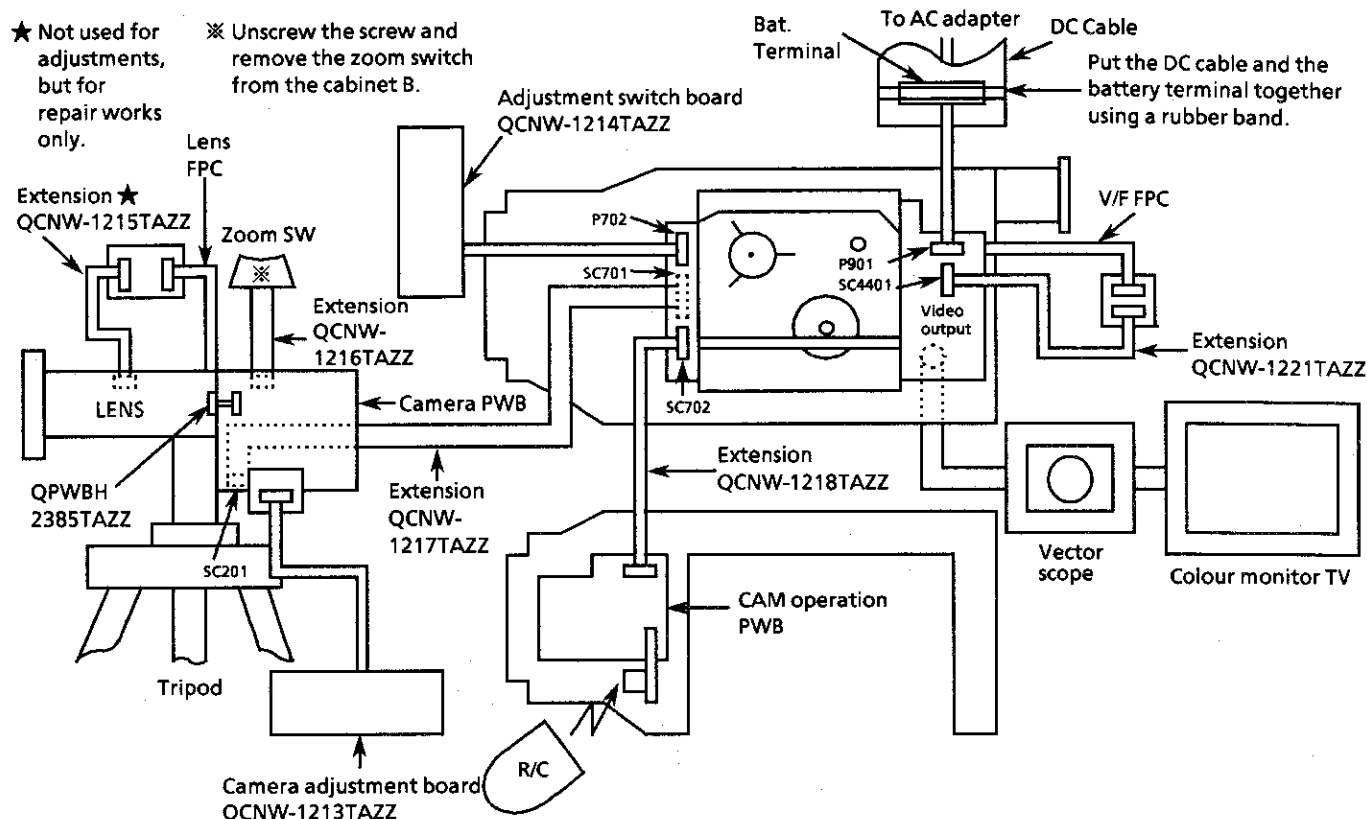 ★ Not used for
adjustments,
but for
repair works
only.
※ Unscrew the screw and
remove the zoom switch
from the cabinet B.
Bat.
Terminal
To AC adapter
DC Cable
Put the DC cable and the
battery terminal together
using a rubber band.
Adjustment switch board
QCNW-1214TAZZ
Lens
FPC
Extension ★
QCNW-1215TAZZ
Zoom SW
※
P702
SC701
P901
SC4401
V/F FPC
Extension
QCNW-
1216TAZZ
Video
output
Extension
QCNW-1221TAZZ
LENS
Camera PWB
SC702
QPWBH
2385TAZZ
Extension
QCNW-
1217TAZZ
Extension
QCNW-1218TAZZ
SC201
Vector
scope
Colour monitor TV
CAM operation
PWB
Tripod
R/C
Camera adjustment board
QCNW-1213TAZZ